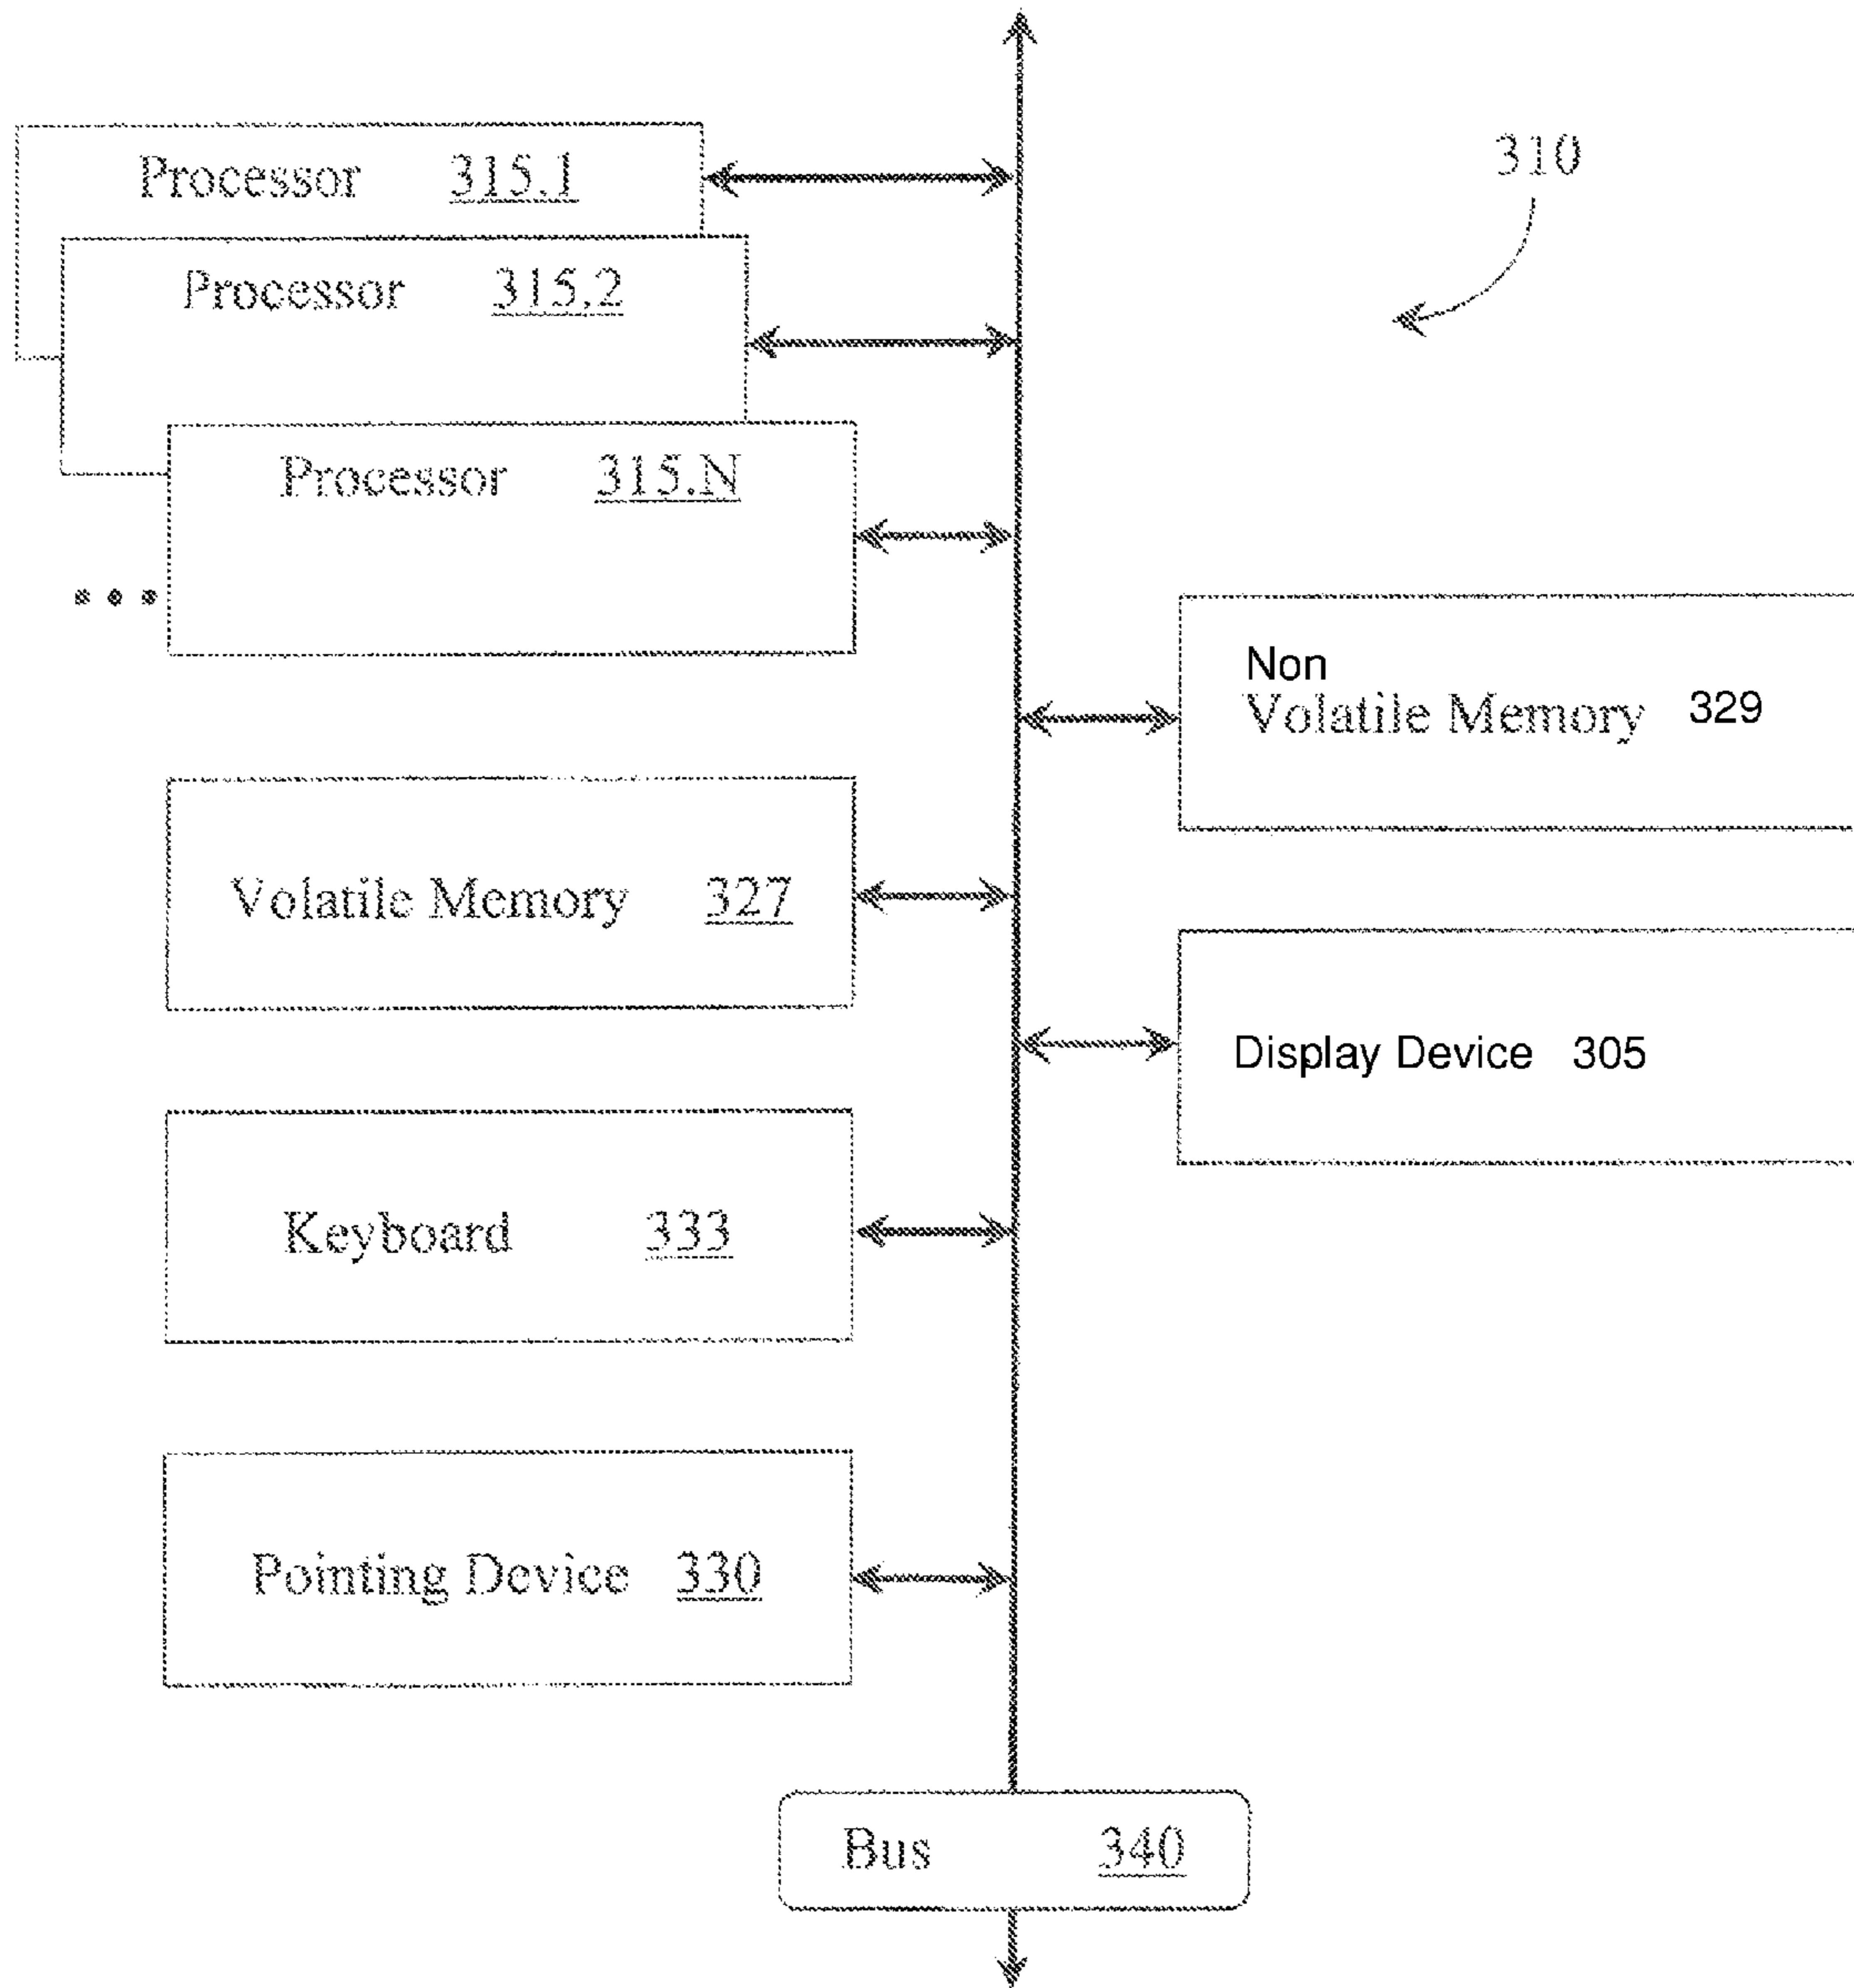 310
Processor 315.1
Processor 315.2
Processor 315.N
Non
Volatile Memory 329
Volatile Memory 327
Display Device 305
Keyboard 333
Pointing Device 330
Bus 340